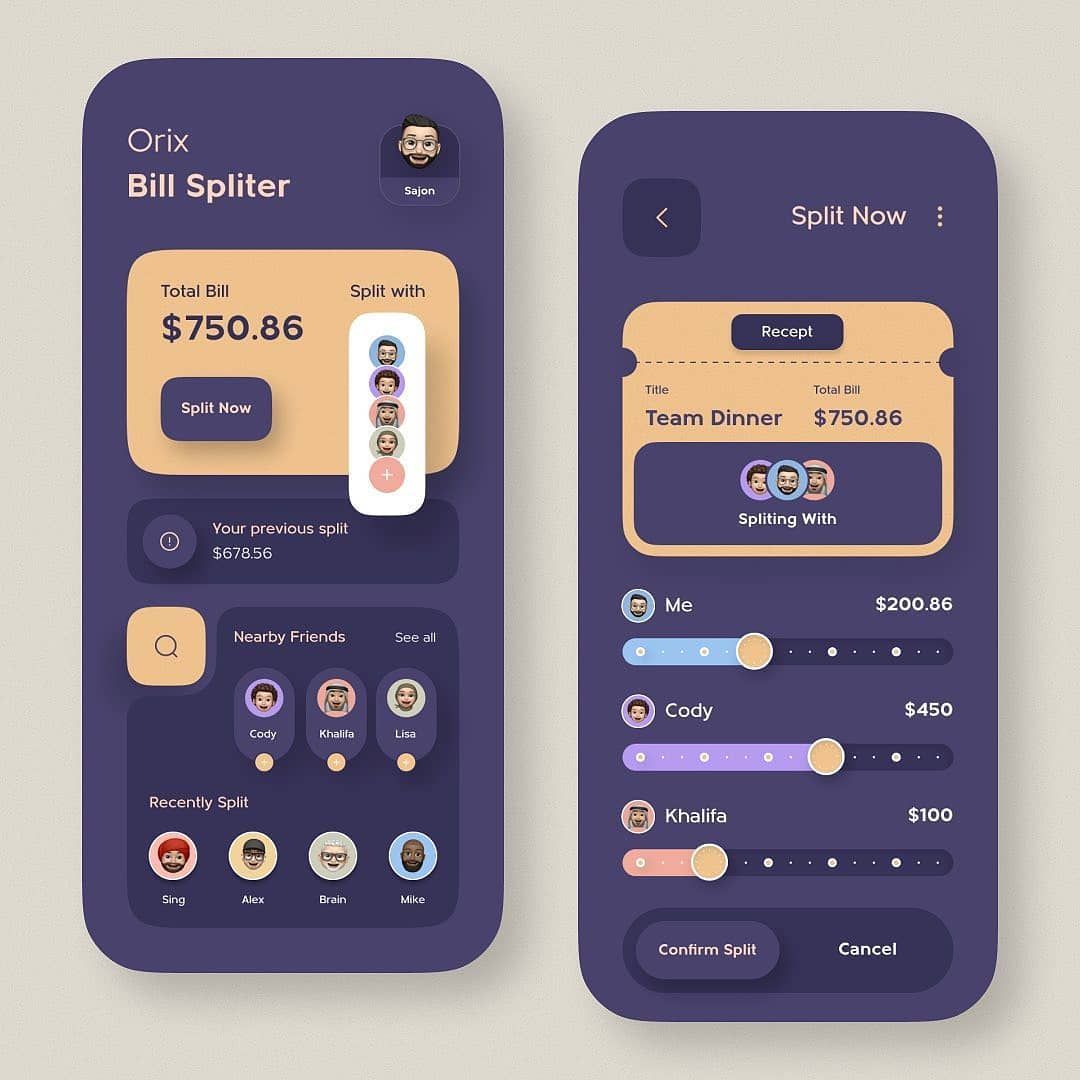 Orix
Bill Spliter
Sajon
Total Bill
$750.86
Split with
Split Now
Your previous split
$678.56
Nearby Friends
See all
Cody
Khalifa
Lisa
Recently Split
Sing
Alex
Brain
Mike
Split Now
Recept
Title
Total Bill
Team Dinner
$750.86
Spliting With
Me
$200.86
Cody
$450
Khalifa
$100
Confirm Split
Cancel